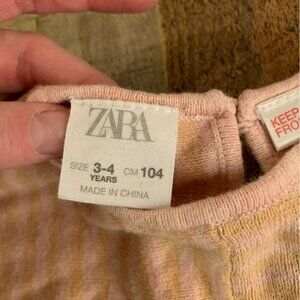 ZARA
SIZE 3-4 CM 104
YEARS
MADE IN CHINA
KEEP
FRO